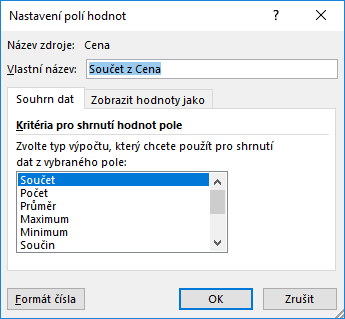 Nastavení polí hodnot
Název zdroje: Cena
Vlastní název: Součet z Cena
Souhrn dat Zobrazit hodnoty jako
Kritéria pro shrnutí hodnot pole
Zvolte typ výpočtu, který chcete použít pro shrnutí
dat z vybraného pole:
Součet
Počet
Průměr
Maximum
Minimum
Součin
Formát čísla OK Zrušit